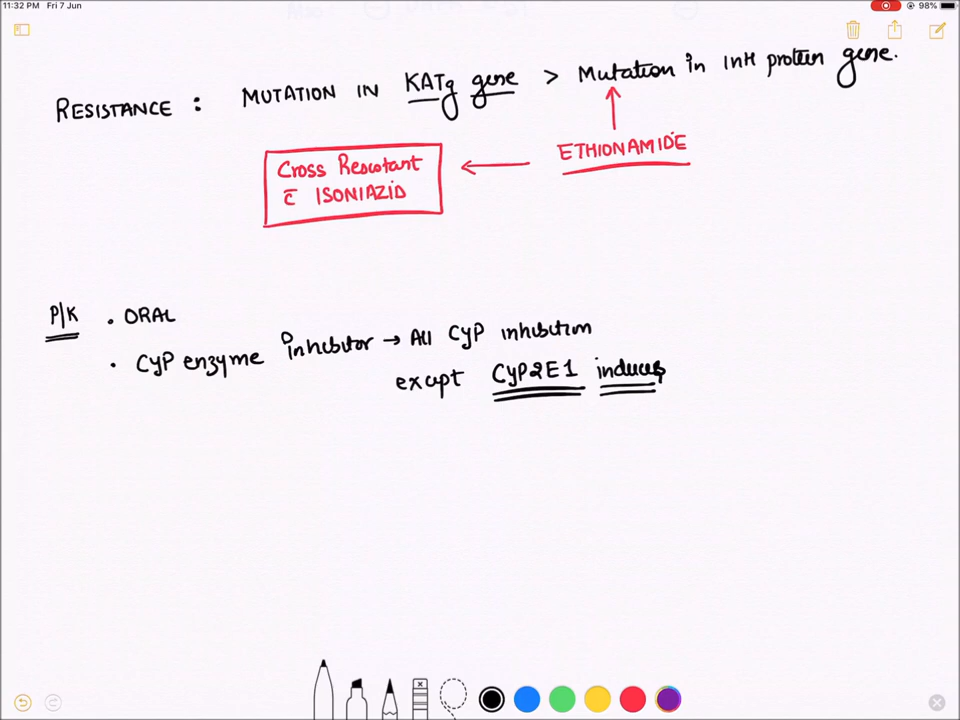 11:32 PM Fri 7 Jun
98%
RESISTANCE : MUTATION IN KATg gene > Mutation in INH protein gene.
ETHIONAMIDE
Cross Resistant
c̄ ISONIAZID
P/K . ORAL
. CYP enzyme inhibitor → All CYP inhibition
except CYP2E1 induces